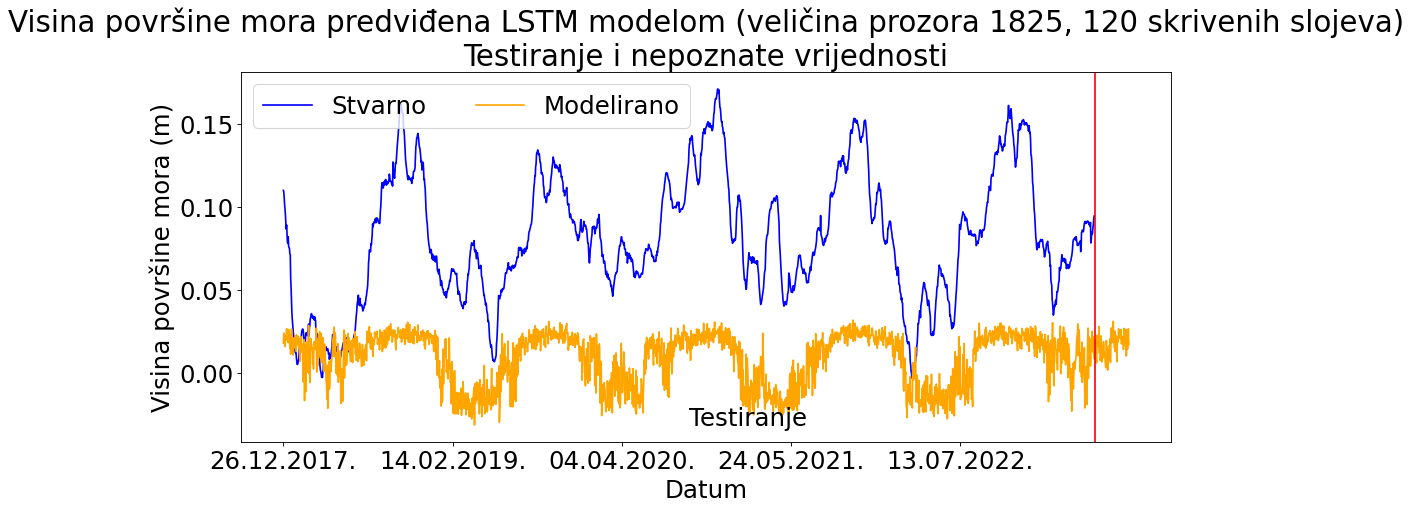 Visina površine mora predviđena LSTM modelom (veličina prozora 1825, 120 skrivenih slojeva)
Testiranje i nepoznate vrijednosti
Stvarno
Modelirano
Visina površine mora (m)
0.15
0.10
0.05
0.00
Testiranje
26.12.2017.
14.02.2019.
04.04.2020.
24.05.2021.
13.07.2022.
Datum